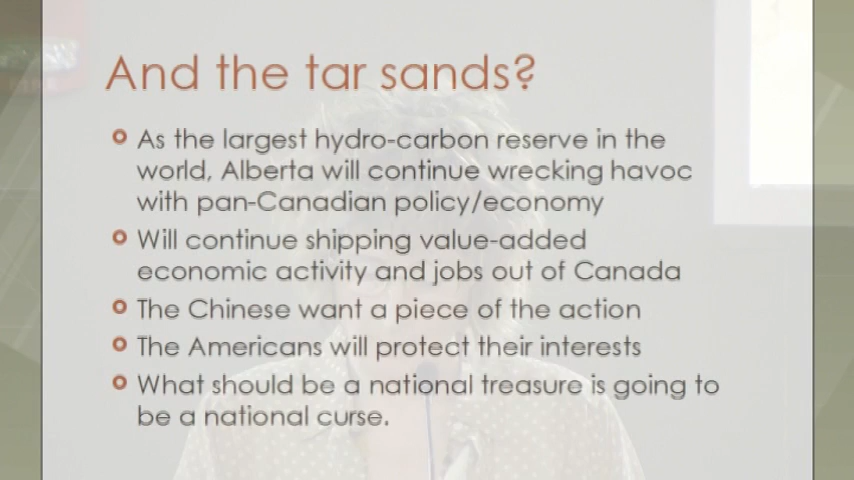 And the tar sands?
As the largest hydro-carbon reserve in the
world, Alberta will continue wrecking havoc
with pan-Canadian policy/economy
Will continue shipping value-added
economic activity and jobs out of Canada
The Chinese want a piece of the action
The Americans will protect their interests
What should be a national treasure is going to
be a national curse.